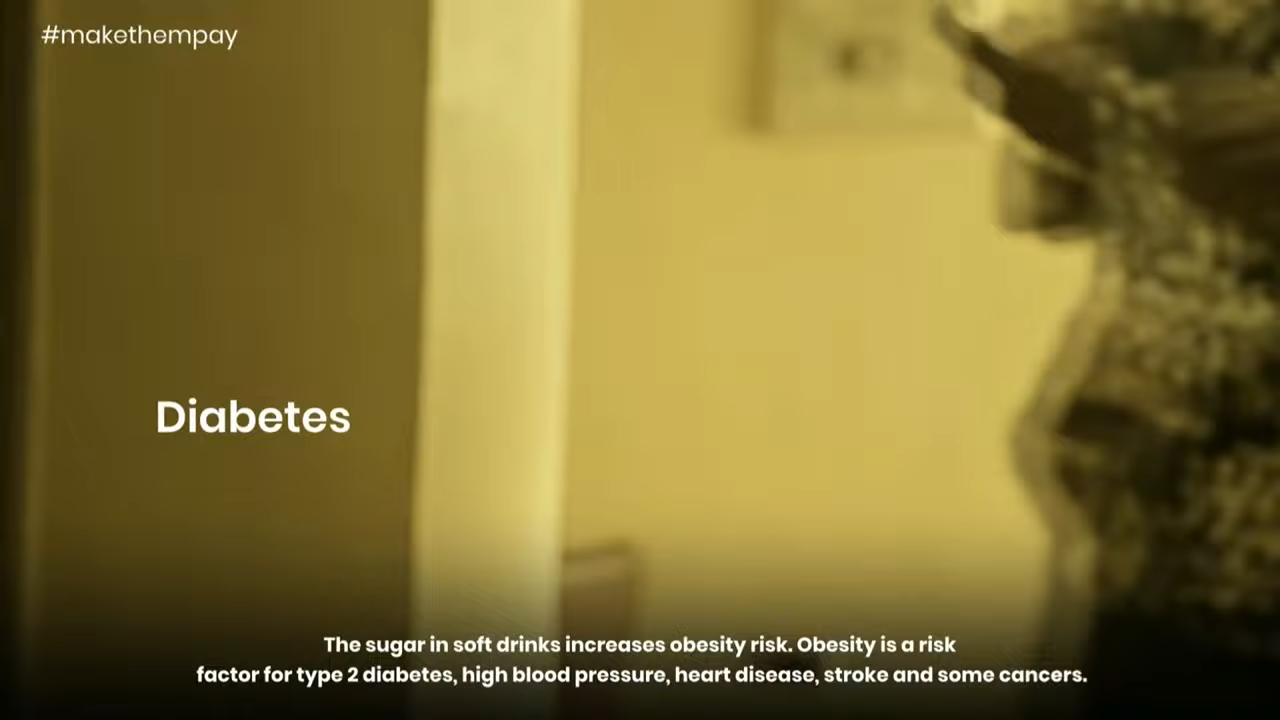 #makethempay
Diabetes
The sugar in soft drinks increases obesity risk. Obesity is a risk
factor for type 2 diabetes, high blood pressure, heart disease, stroke and some cancers.